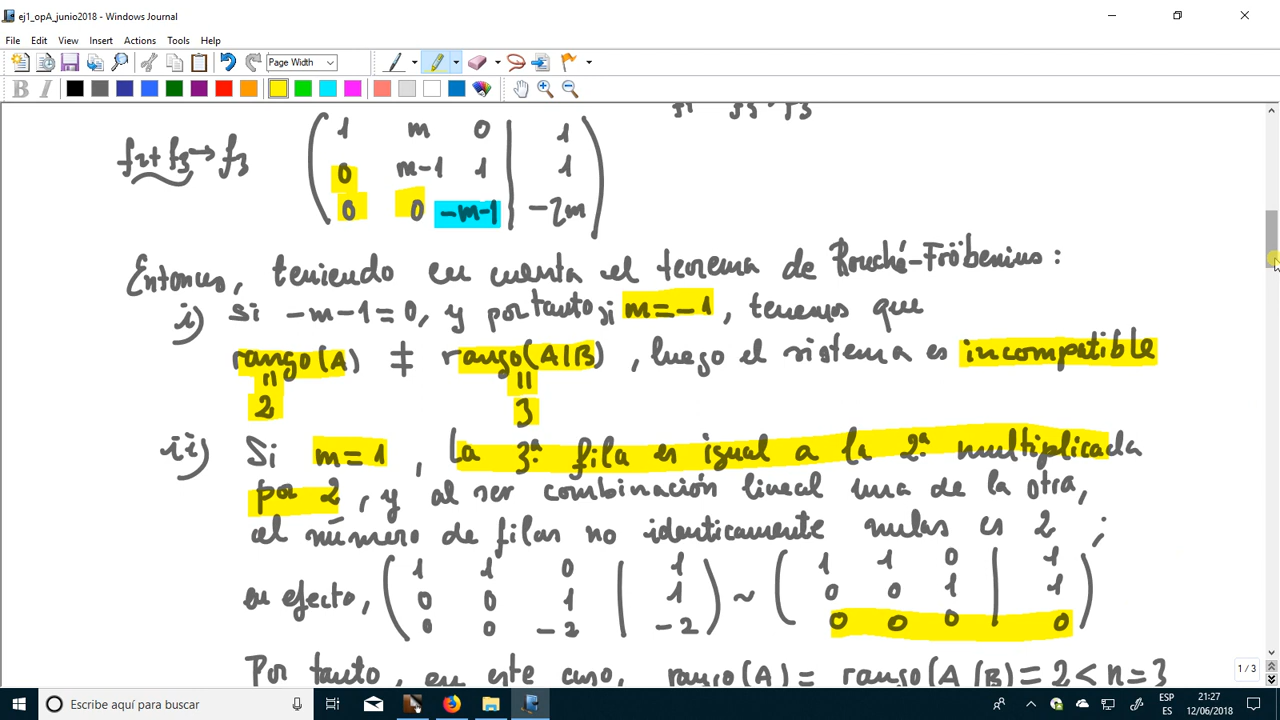 ej1_opA_junio2018 - Windows Journal
File Edit View Insert Actions Tools Help
Page Width
B I
f2+f3→f3
1 m 0 | 1
0 m-1 1 | 1
0 0 -m-1 | -2m
Entonces, teniendo en cuenta el teorema de Rouché-Fröbenius:
i) Si -m-1=0, y por tanto si m=-1, tenemos que
rango(A) ≠ rango(A|B), luego el sistema es incompatible
= =
2 3
ii) Si m=1, la 3ª fila es igual a la 2ª multiplicada
por 2, y al ser combinación lineal una de la otra,
el número de filas no identicamente nulas es 2;
en efecto, (1 1 0 | 1) ~ (1 1 0 | 1)
0 0 1 | 1 0 0 1 | 1
0 0 -2 | -2 0 0 0 | 0
Por tanto, en este caso, rango(A) = rango(A|B) = 2 < n = 3
1 / 3
Escribe aquí para buscar
ESP 21:27
ES 12/06/2018